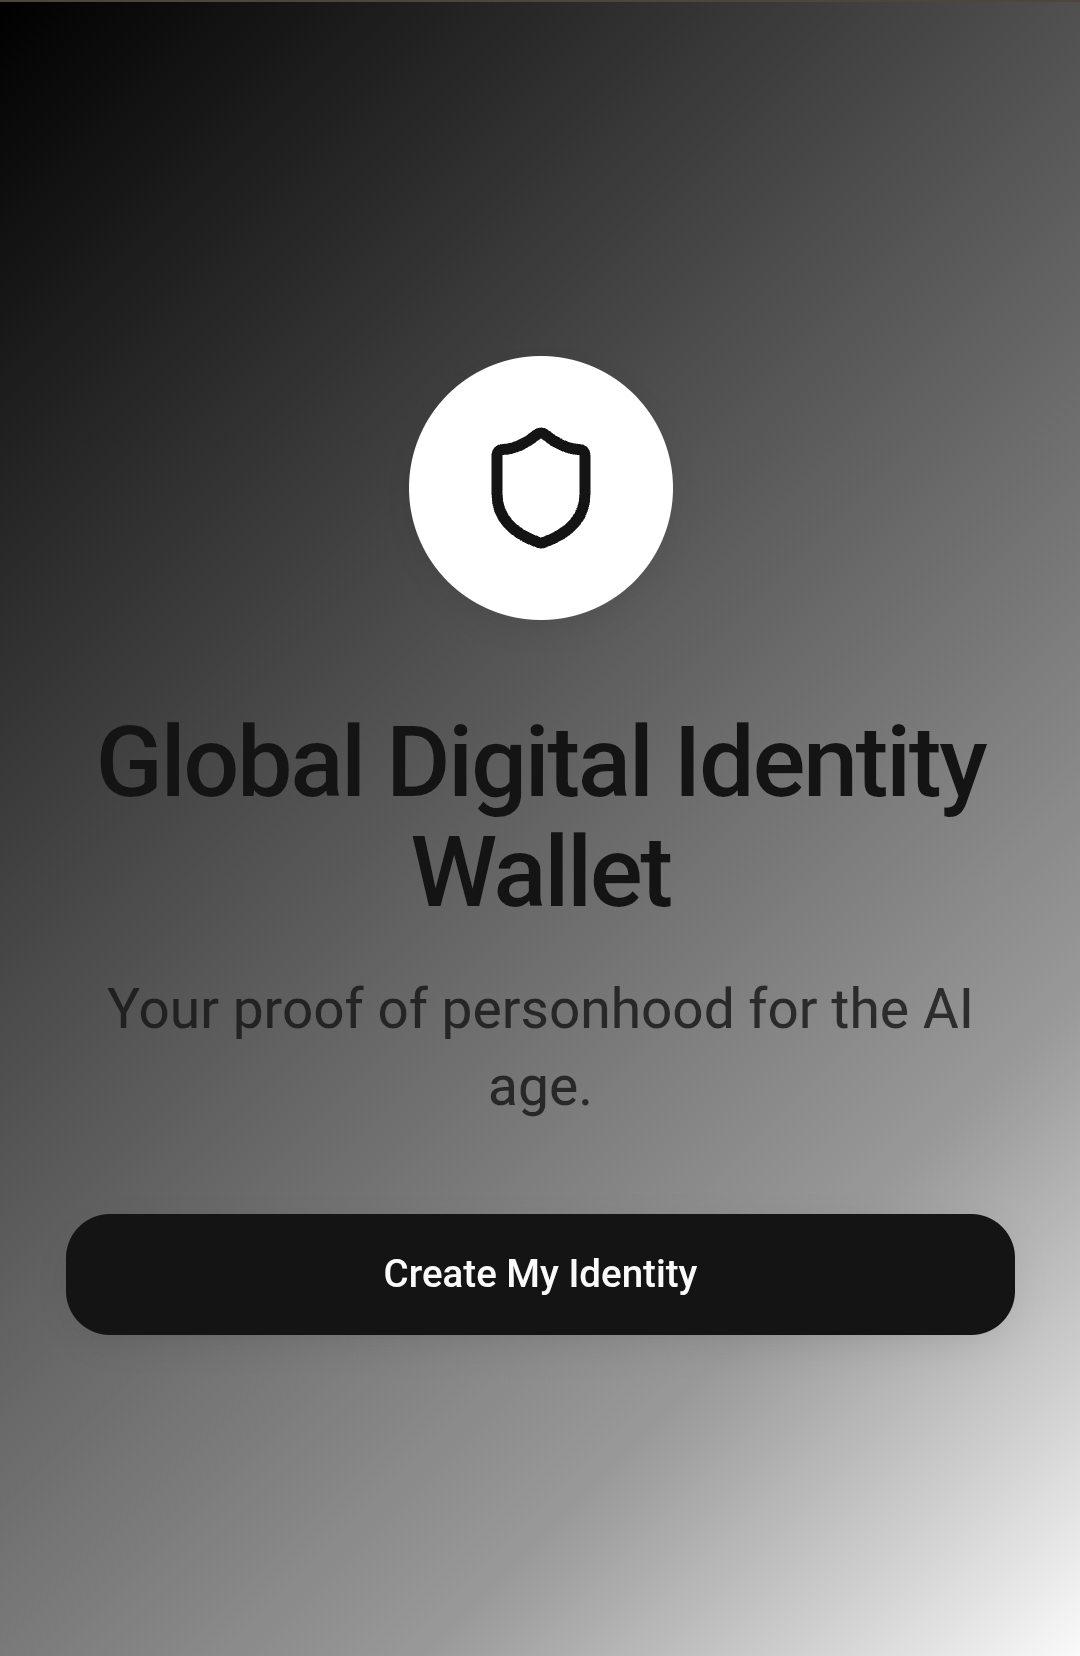 Global Digital Identity
Wallet
Your proof of personhood for the AI
age.
Create My Identity